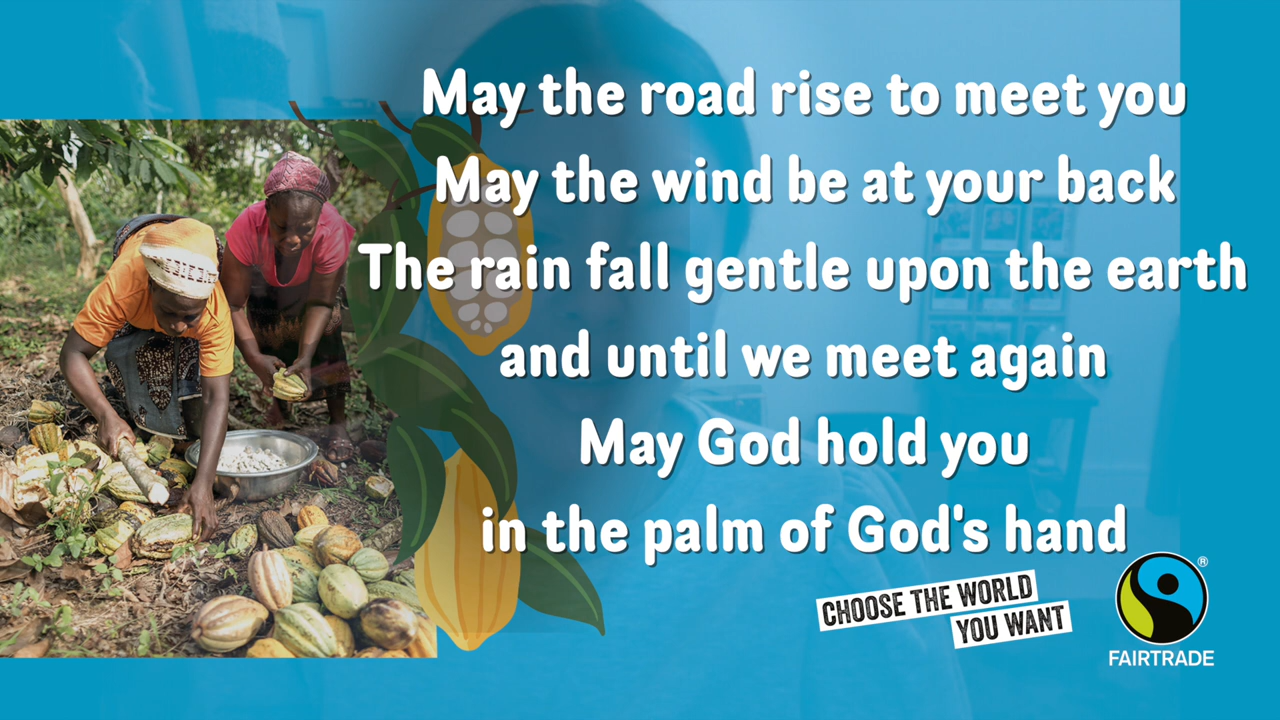 May the road rise to meet you
May the wind be at your back
The rain fall gentle upon the earth
and until we meet again
May God hold you
in the palm of God's hand
CHOOSE THE WORLD
YOU WANT
®
FAIRTRADE